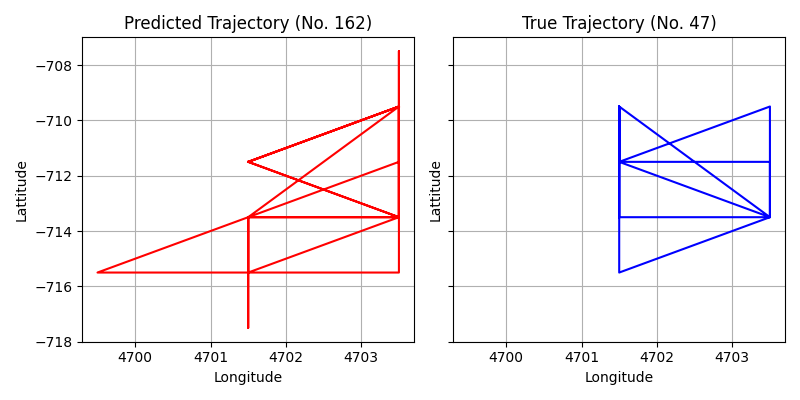 Predicted Trajectory (No. 162)
True Trajectory (No. 47)
Lattitude
−708
−710
−712
−714
−716
−718
4700
4701
4702
4703
Longitude
Lattitude
4700
4701
4702
4703
Longitude